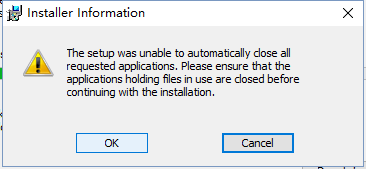 Installer Information
The setup was unable to automatically close all
requested applications. Please ensure that the
applications holding files in use are closed before
continuing with the installation.
OK
Cancel